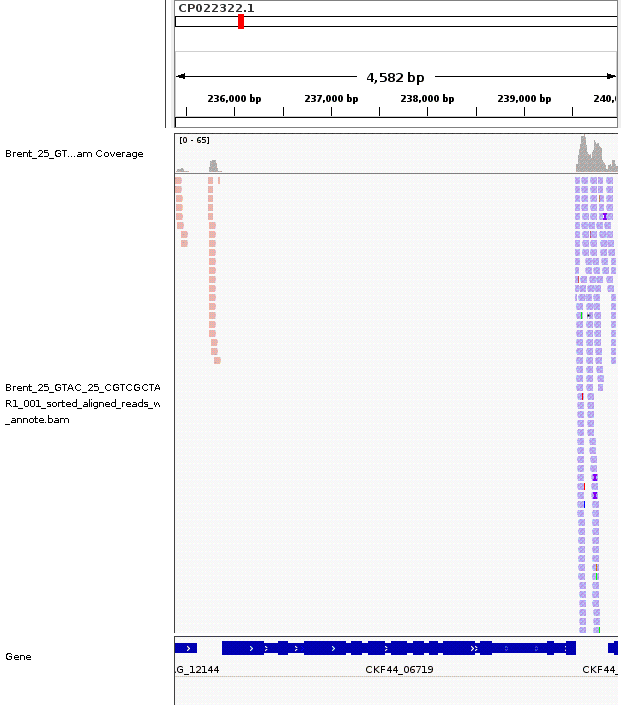 CP022322.1
4,582 bp
236,000 bp 237,000 bp 238,000 bp 239,000 bp 240,
[0 - 65]
Brent_25_GT...am Coverage
Brent_25_GTAC_25_CGTCGCTA
R1_001_sorted_aligned_reads_w
_annote.bam
Gene
G_12144 CKF44_06719 CKF44_